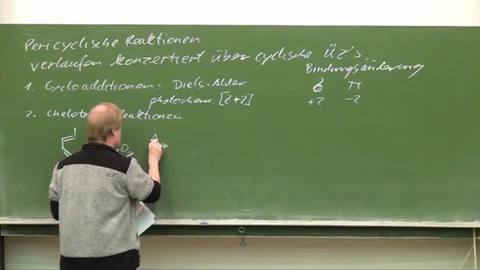 Pericyclische Reaktionen
verlaufen konzertiert über cyclische ÜZ's.
Bindungsänderung
1. Cycloadditionen: Diels-Alder σ π
photochem. [2+2] +2 -2
2. Reaktionen